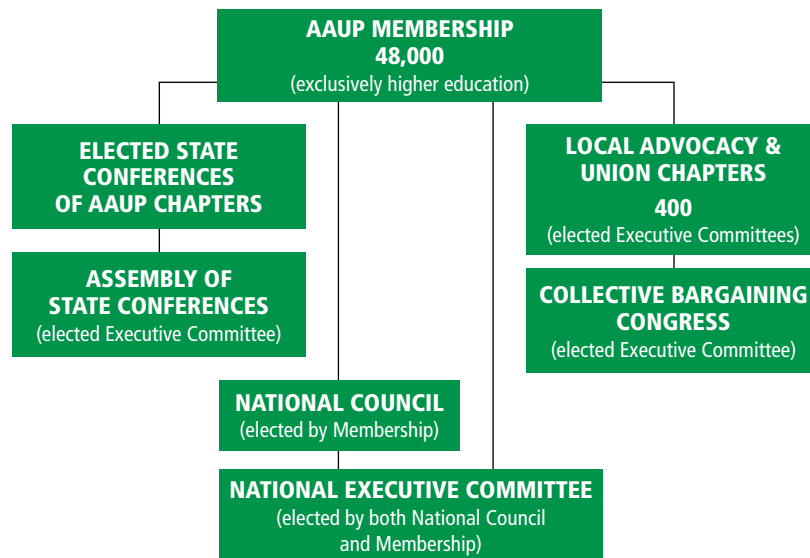 AAUP MEMBERSHIP
48,000
(exclusively higher education)
ELECTED STATE
CONFERENCES
OF AAUP CHAPTERS
LOCAL ADVOCACY &
UNION CHAPTERS
400
(elected Executive Committees)
ASSEMBLY OF
STATE CONFERENCES
(elected Executive Committee)
COLLECTIVE BARGAINING
CONGRESS
(elected Executive Committee)
NATIONAL COUNCIL
(elected by Membership)
NATIONAL EXECUTIVE COMMITTEE
(elected by both National Council
and Membership)